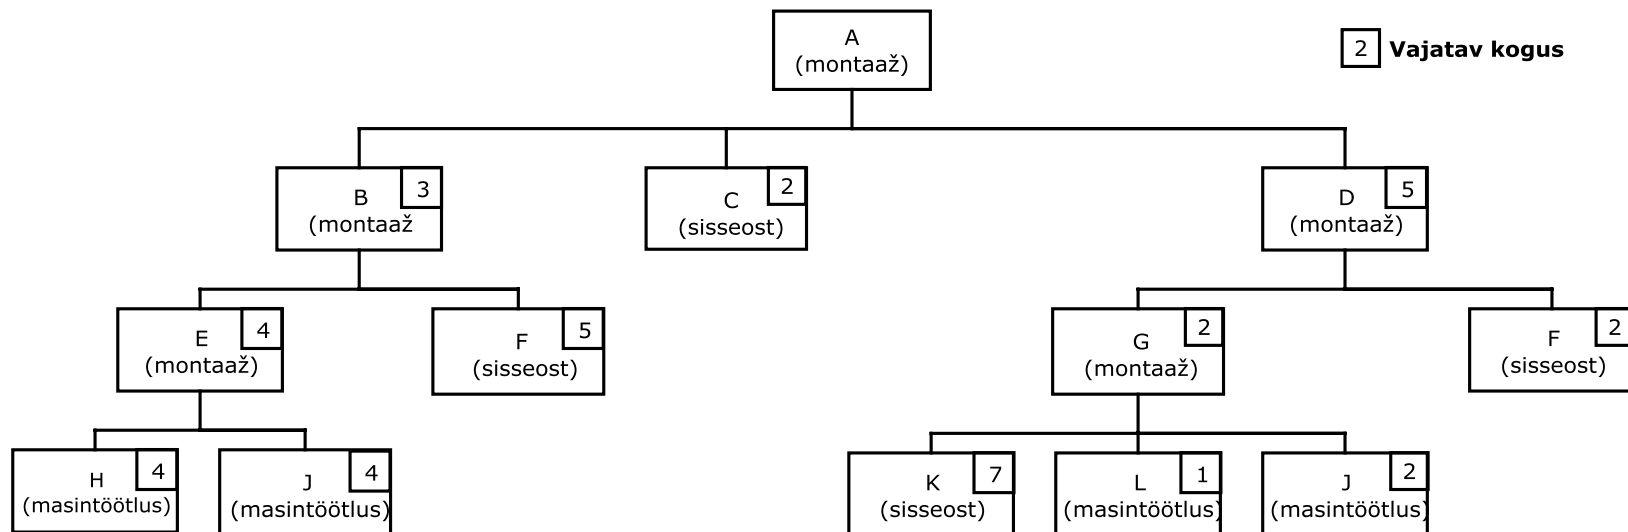 A
(montaaž)
2 Vajatav kogus
B 3
(montaaž
C 2
(sisseost)
D 5
(montaaž)
E 4
(montaaž)
F 5
(sisseost)
G 2
(montaaž)
F 2
(sisseost)
H 4
(masintöötlus)
J 4
(masintöötlus)
K 7
(sisseost)
L 1
(masintöötlus)
J 2
(masintöötlus)